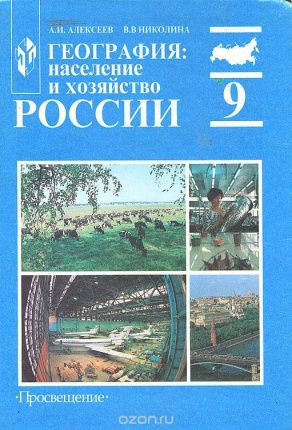 А.И. АЛЕКСЕЕВ В.В НИКОЛИНА
ГЕОГРАФИЯ:
население
и хозяйство
РОССИИ
9
·Просвещение·
ozon.ru